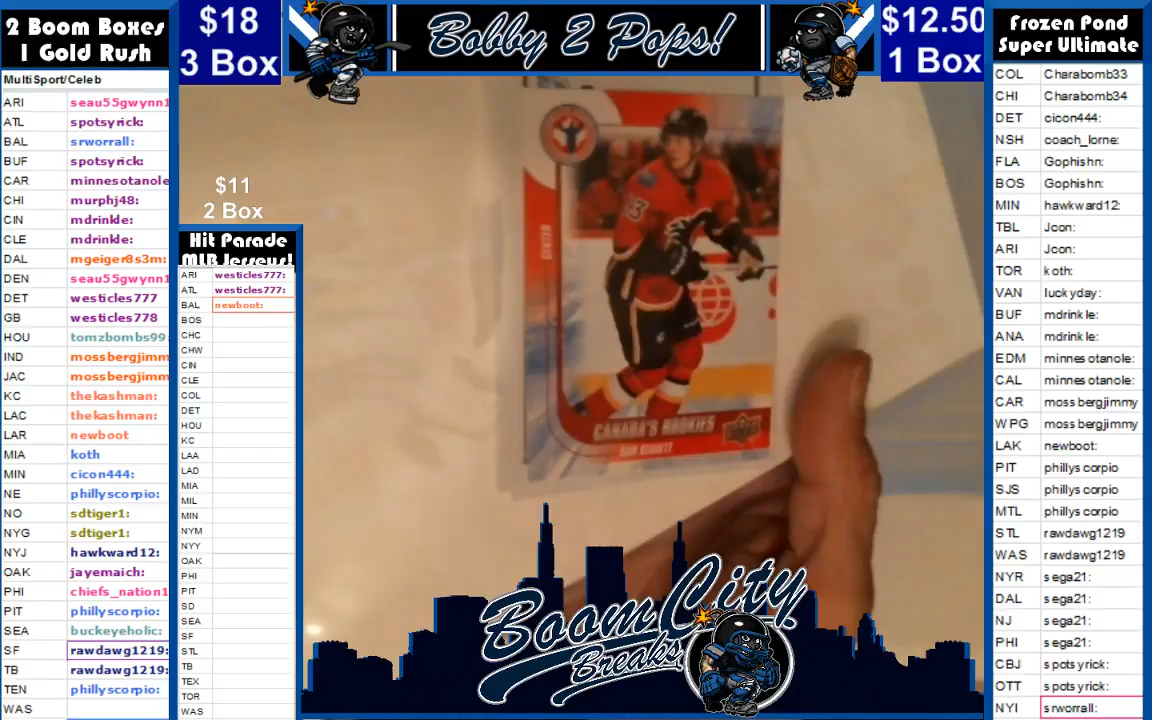 2 Boom Boxes
1 Gold Rush
MultiSport/Celeb
ARI seau55gwynn1
ATL spotsyrick:
BAL srworrall:
BUF spotsyrick:
CAR minnesotanole
CHI murphj48:
CIN mdrinkle:
CLE mdrinkle:
DAL mgeiger8s3m:
DEN seau55gwynn1
DET westicles777
GB westicles778
HOU tomzbombs99
IND mossbergjimm
JAC mossbergjimm
KC thekashman:
LAC thekashman:
LAR newboot
MIA koth
MIN cicon444:
NE phillyscorpio:
NO sdtiger1:
NYG sdtiger1:
NYJ hawkward12:
OAK jayemaich:
PHI chiefs_nation1
PIT phillyscorpio:
SEA buckeyeholic:
SF rawdawg1219:
TB rawdawg1219:
TEN phillyscorpio:
WAS
$18
3 Box
$11
2 Box
Hit Parade
MLB Jerseys!
ARI westicles777:
ATL westicles777:
BAL newboot:
BOS
CHC
CHW
CIN
CLE
COL
DET
HOU
KC
LAA
LAD
MIA
MIL
MIN
NYM
NYY
OAK
PHI
PIT
SD
SEA
SF
STL
TB
TEX
TOR
WAS
Bobby 2 Pops!
$12.50
1 Box
CENTER
CANADA'S ROOKIES
SAM BENNETT
Boom City
Breaks
Frozen Pond
Super Ultimate
COL Charabomb33
CHI Charabomb34
DET cicon444:
NSH coach_lorne:
FLA Gophishn:
BOS Gophishn:
MIN hawkward12:
TBL Jcon:
ARI Jcon:
TOR koth:
VAN luckyday:
BUF mdrinkle:
ANA mdrinkle:
EDM minnesotanole:
CAL minnesotanole:
CAR mossbergjimmy
WPG mossbergjimmy
LAK newboot:
PIT phillyscorpio
SJS phillyscorpio
MTL phillyscorpio
STL rawdawg1219
WAS rawdawg1219
NYR sega21:
DAL sega21:
NJ sega21:
PHI sega21:
CBJ spotsyrick:
OTT spotsyrick:
NYI srworrall: